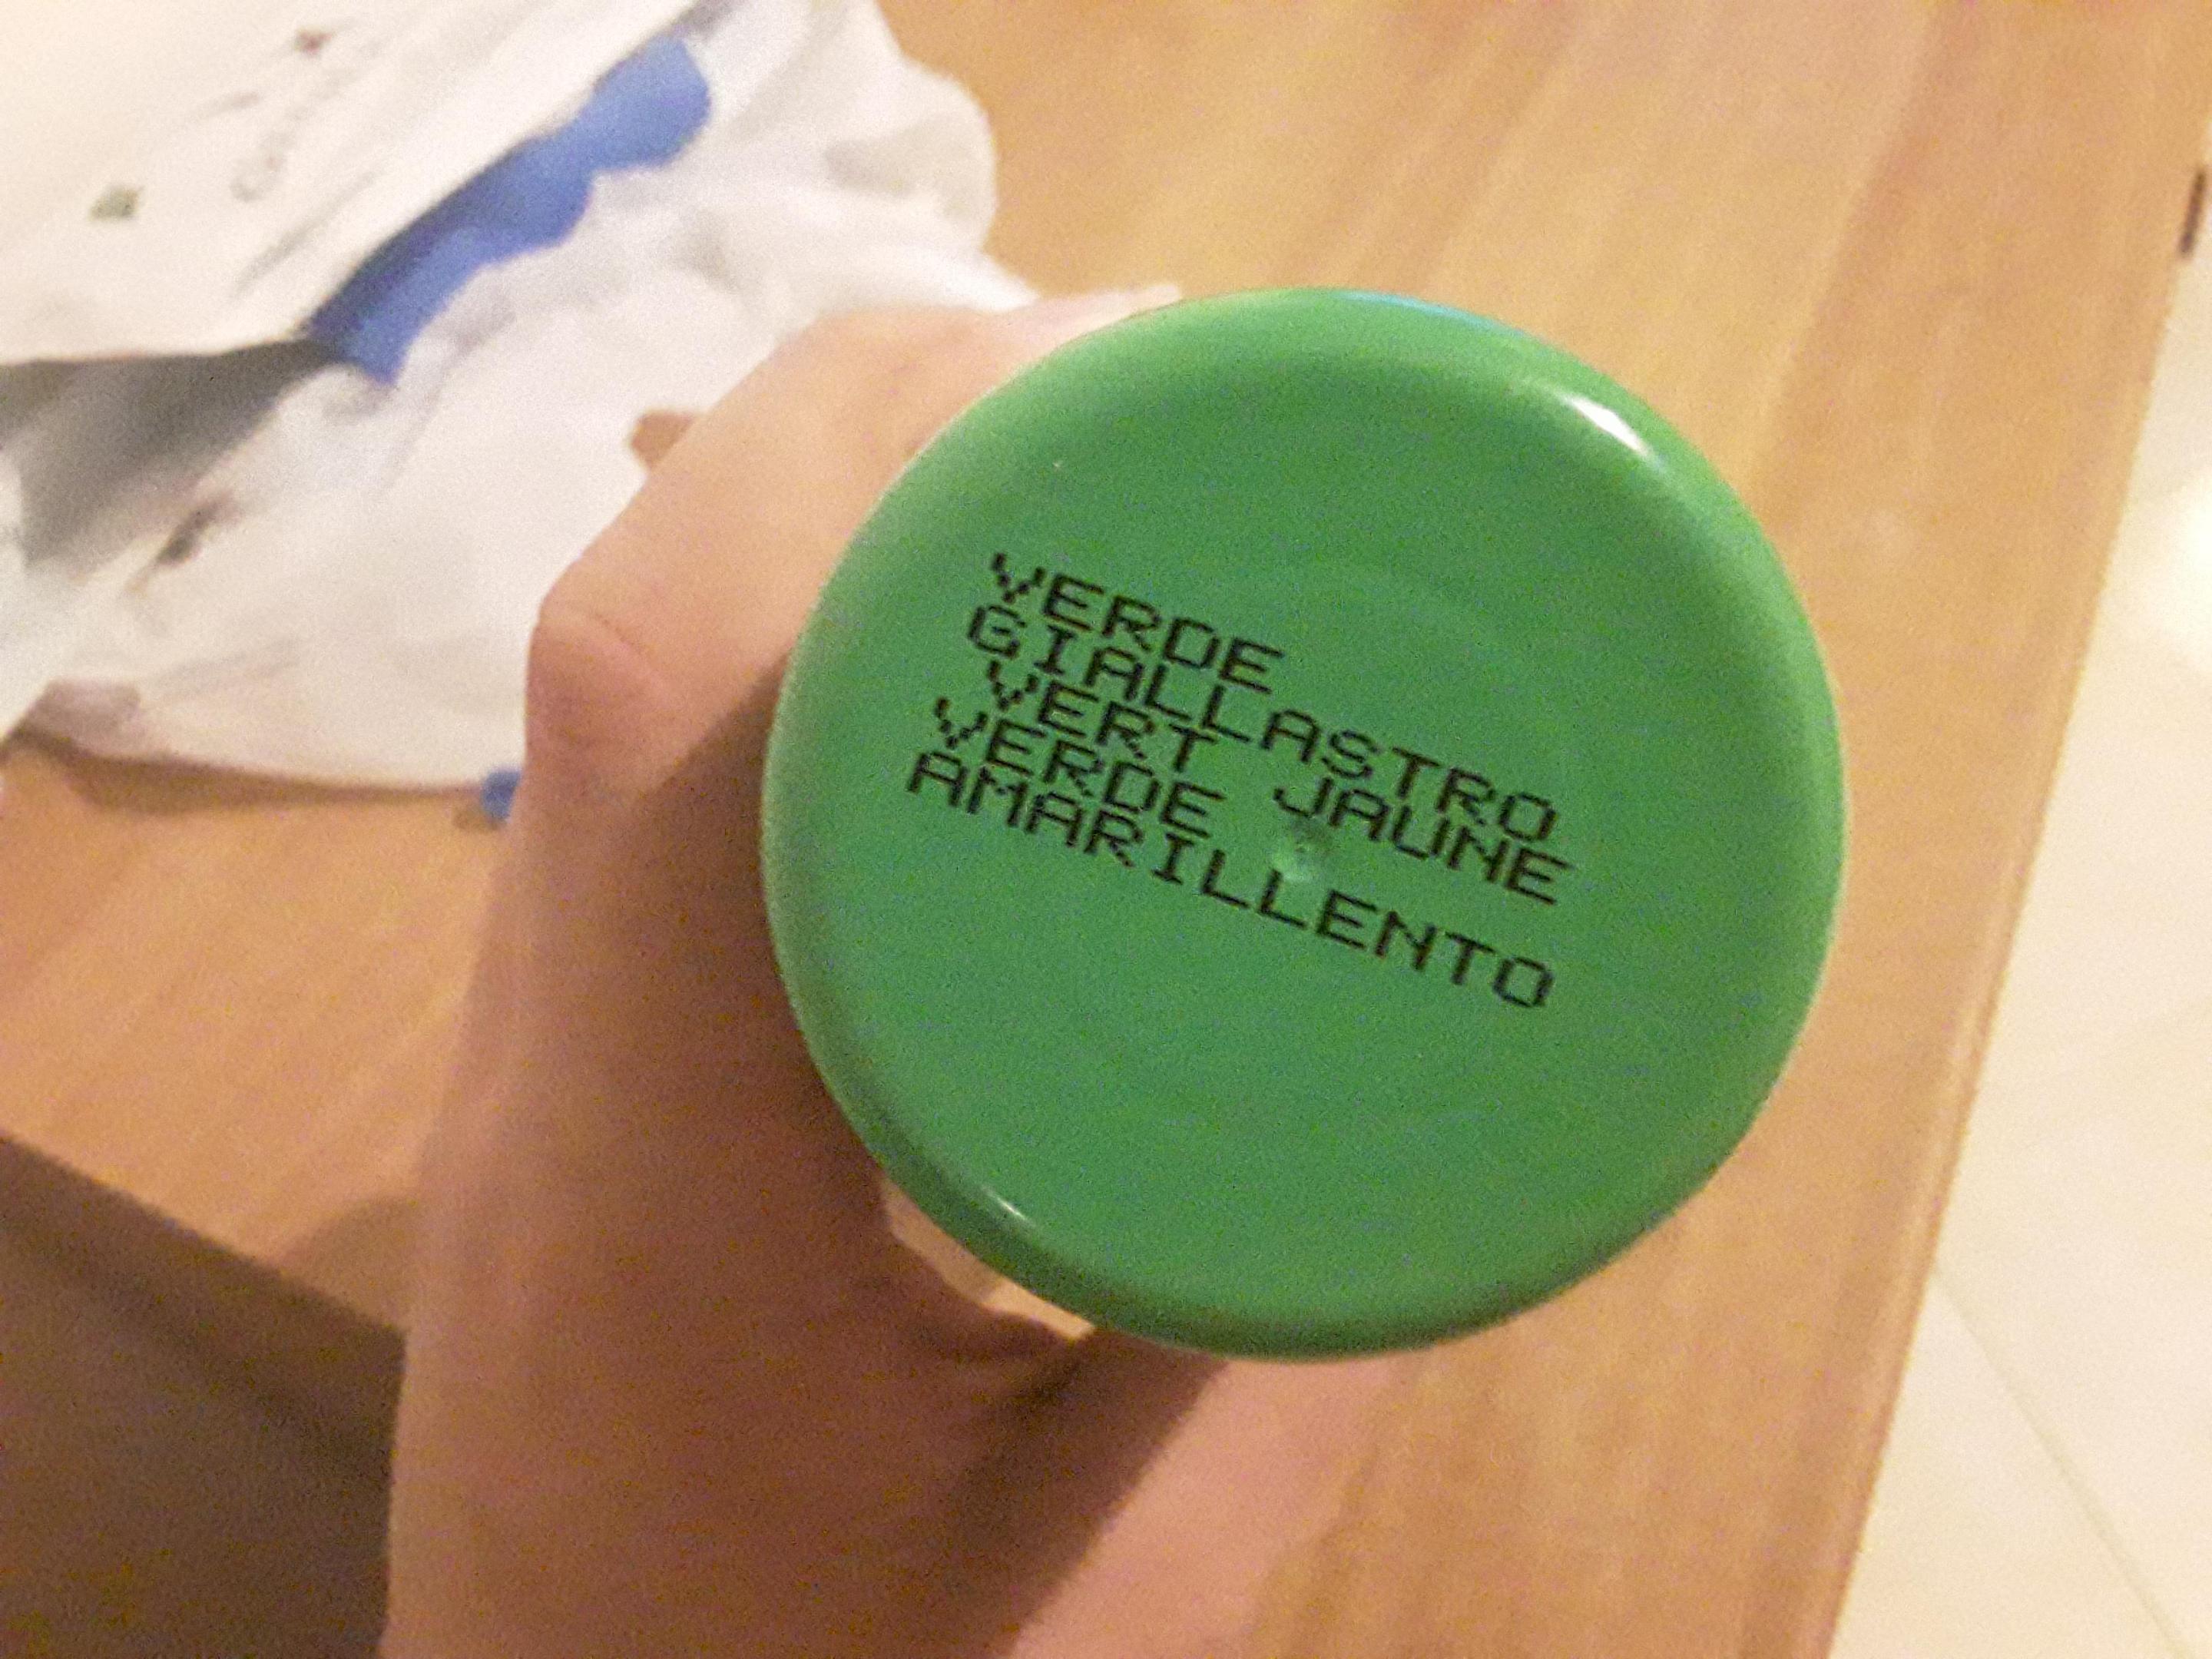 VERDE
GIALLASTRO
VERT JAUNE
VERDE
AMARILLENTO